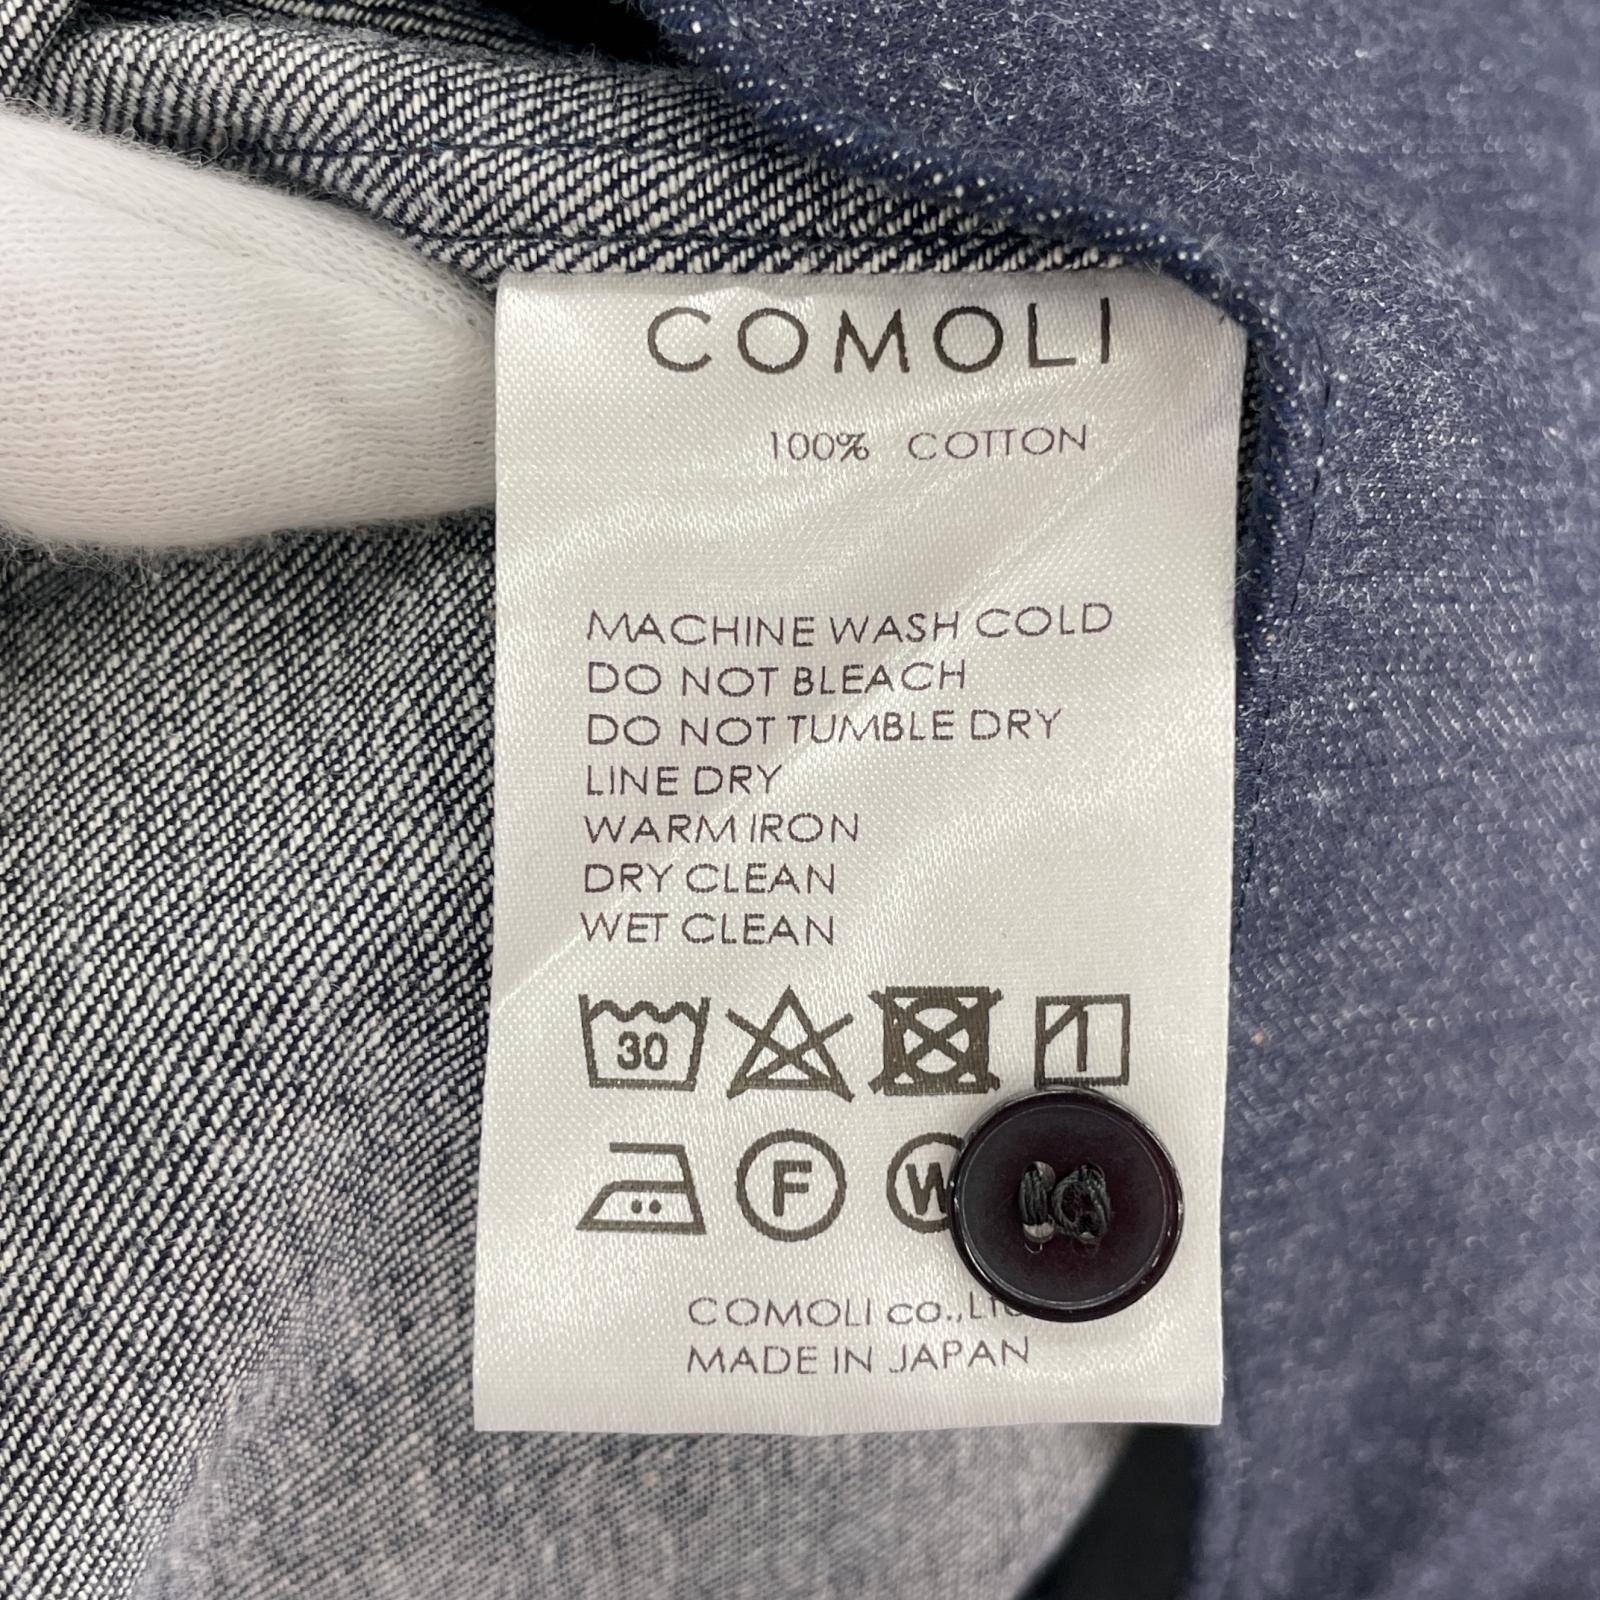 COMOLI
100% COTTON
MACHINE WASH COLD
DO NOT BLEACH
DO NOT TUMBLE DRY
LINE DRY
WARM IRON
DRY CLEAN
WET CLEAN
30
F W
COMOLI co.,
MADE IN JAPAN